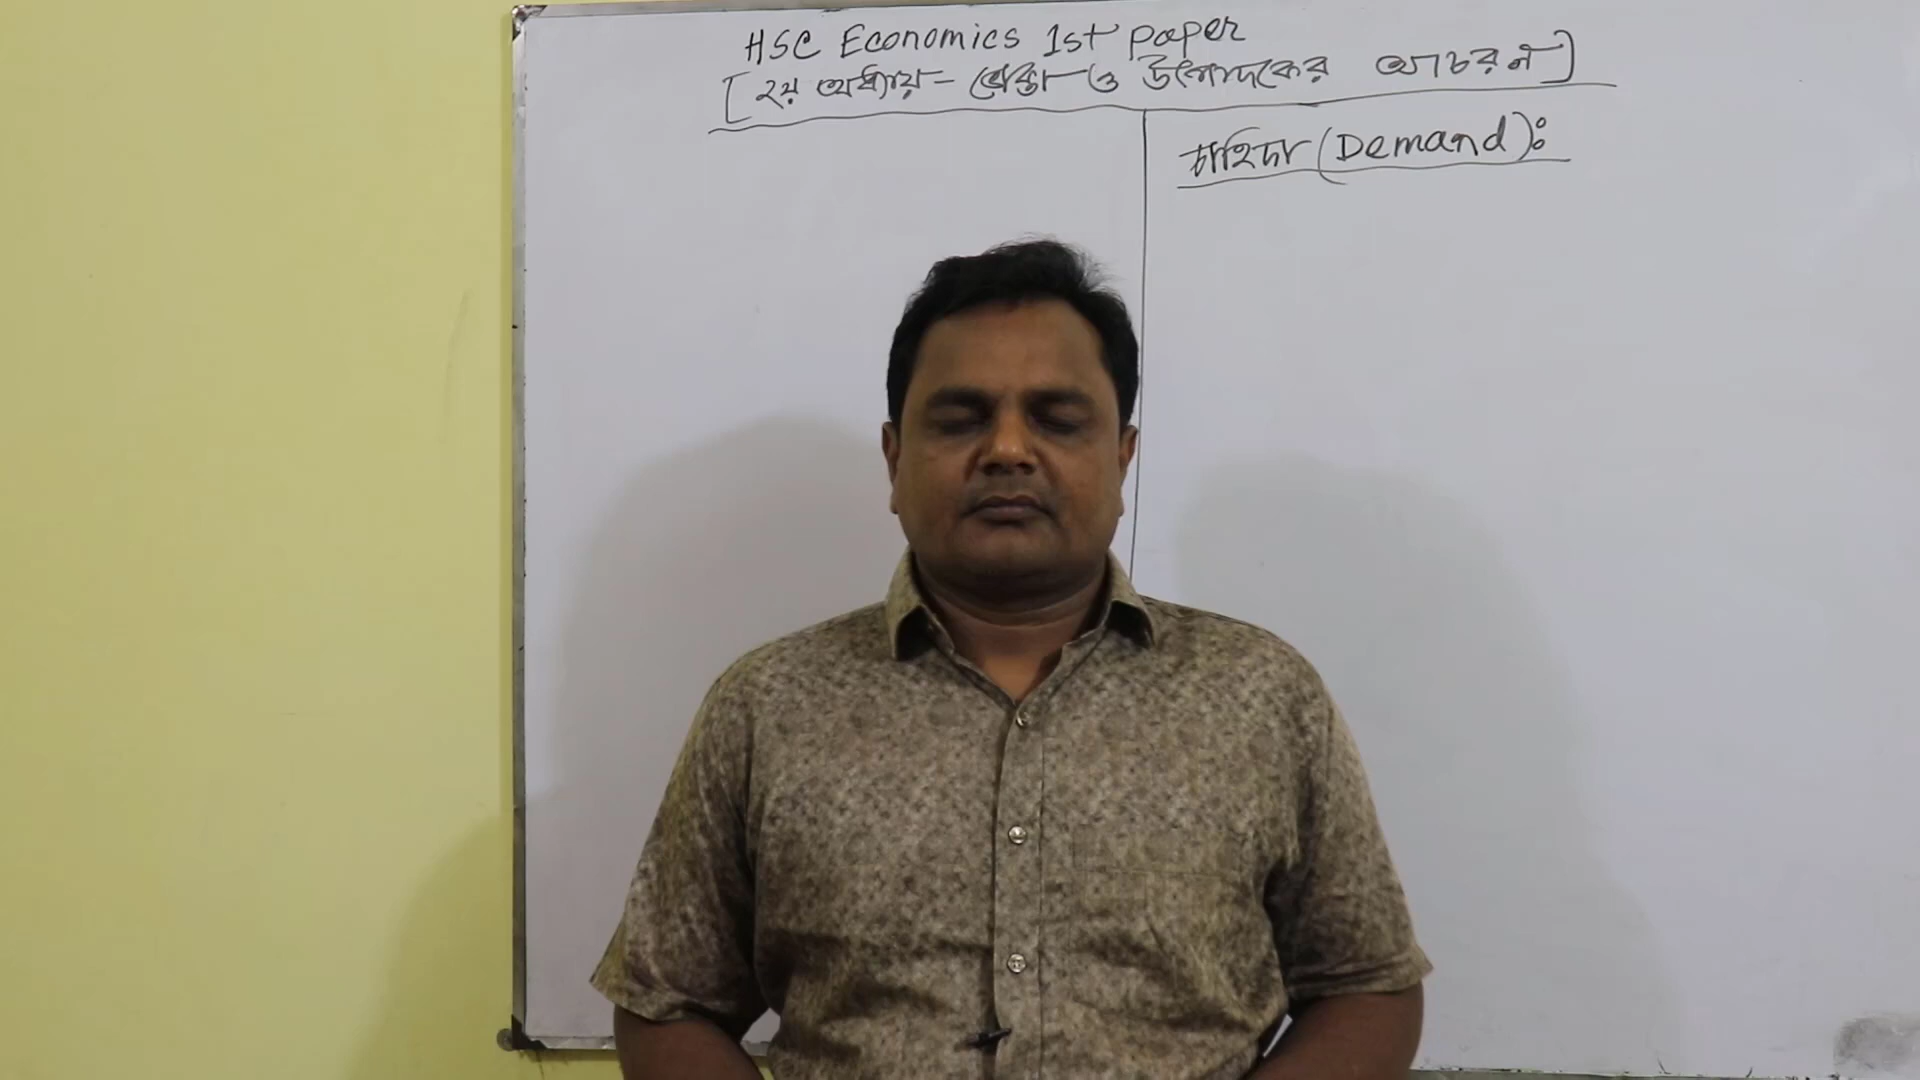 HSC Economics 1st paper
[২য় অধ্যায় - ভোক্তা ও উৎপাদকের আচরণ]
চাহিদা (Demand):